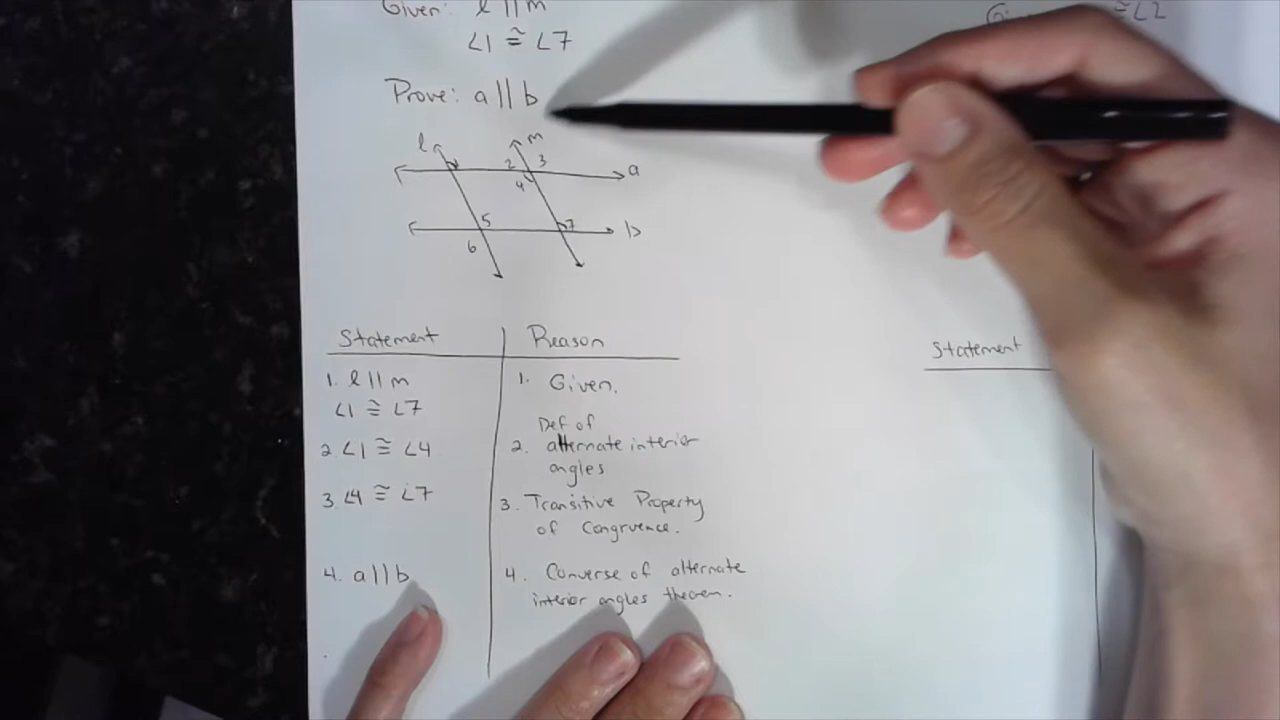 Given: l || m
≅ ∠2
∠1 ≅ ∠7
Prove: a || b
l
m
2
3
a
4
5
7
b
6
Statement
Reason
Statement
1. l || m
1. Given.
∠1 ≅ ∠7
Def of
2. ∠1 ≅ ∠4
2. alternate interior
angles
3. ∠4 ≅ ∠7
3. Transitive Property
of Congruence.
4. a || b
4. Converse of alternate
interior angles theorem.